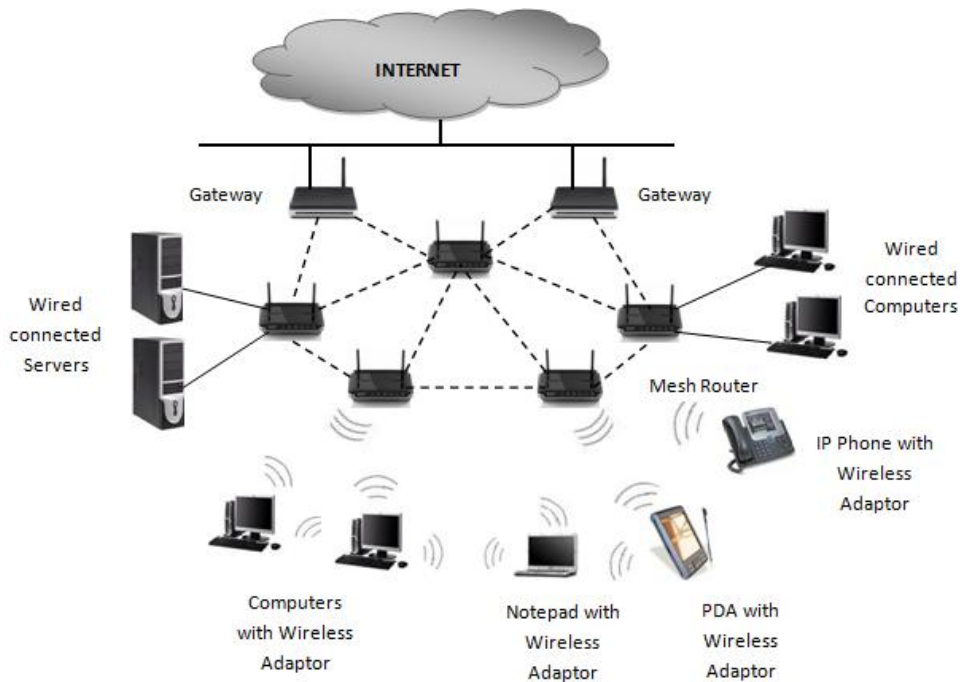 INTERNET
Gateway
Gateway
Wired
connected
Servers
Wired
connected
Computers
Mesh Router
IP Phone with
Wireless
Adaptor
Computers
with Wireless
Adaptor
Notepad with
Wireless
Adaptor
PDA with
Wireless
Adaptor